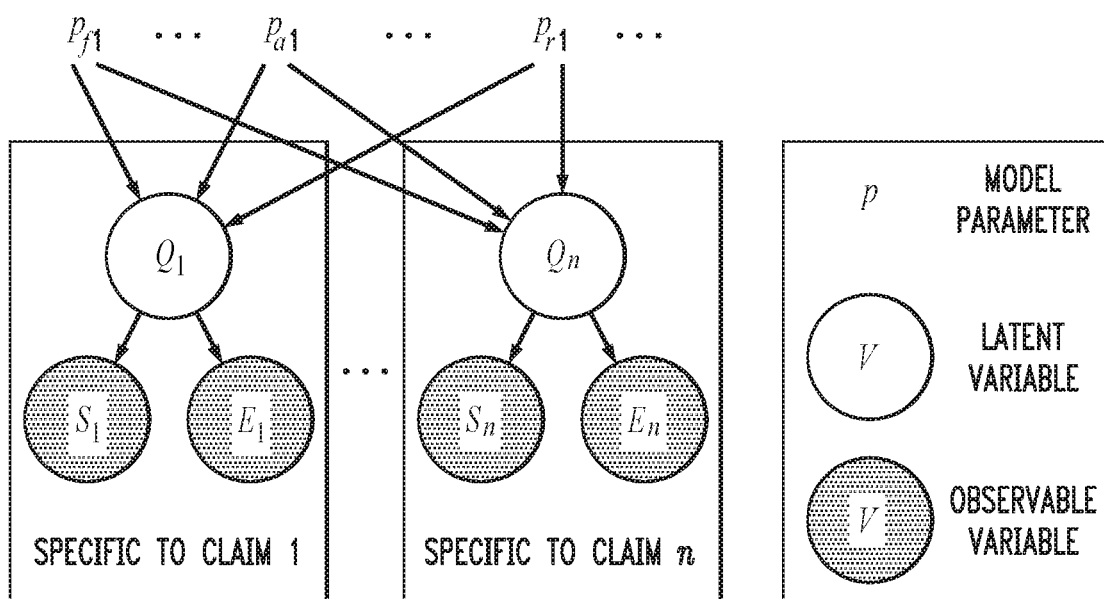 p_f1 ... p_a1 ... p_r1 ...
Q_1
Q_n
S_1 E_1 ... S_n E_n
SPECIFIC TO CLAIM 1
SPECIFIC TO CLAIM n
p
MODEL
PARAMETER
V
LATENT
VARIABLE
V
OBSERVABLE
VARIABLE